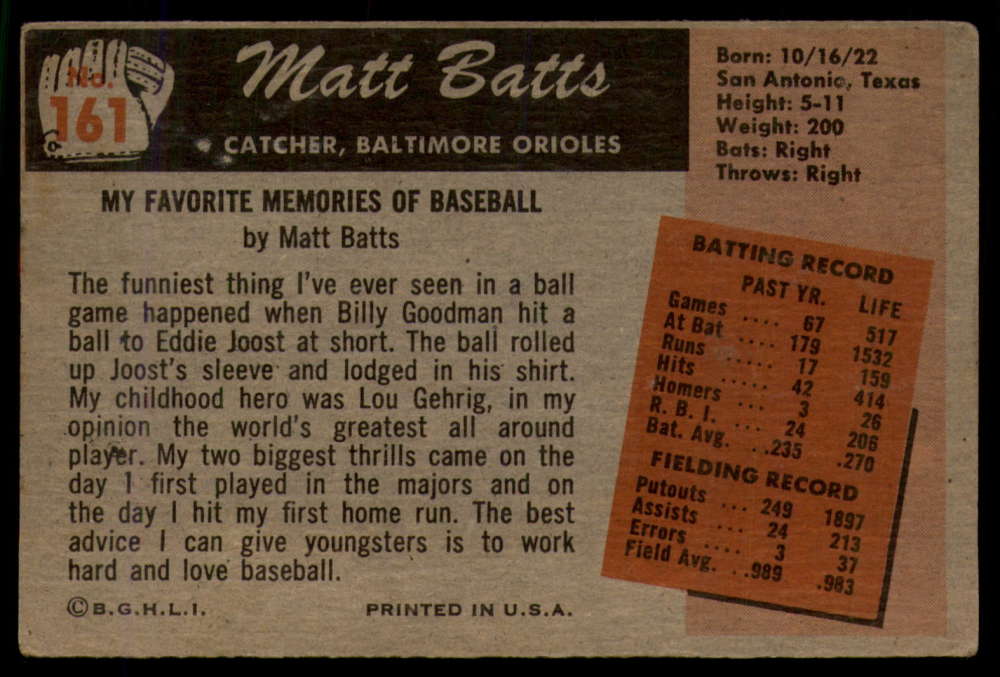 No.
161
Matt Batts
CATCHER, BALTIMORE ORIOLES
Born: 10/16/22
San Antonio, Texas
Height: 5-11
Weight: 200
Bats: Right
Throws: Right
MY FAVORITE MEMORIES OF BASEBALL
by Matt Batts
The funniest thing I've ever seen in a ball
game happened when Billy Goodman hit a
ball to Eddie Joost at short. The ball rolled
up Joost's sleeve and lodged in his shirt.
My childhood hero was Lou Gehrig, in my
opinion the world's greatest all around
player. My two biggest thrills came on the
day I first played in the majors and on
the day I hit my first home run. The best
advice I can give youngsters is to work
hard and love baseball.
©B.G.H.L.I. PRINTED IN U.S.A.
BATTING RECORD
PAST YR. LIFE
Games .... 67 517
At Bat .... 179 1532
Runs ..... 17 159
Hits ..... 42 414
Homers ... 3 26
R. B. I. ... 24 206
Bat. Avg. ..235 .270
FIELDING RECORD
Putouts ... 249 1897
Assists ... 24 213
Errors .... 3 37
Field Avg. ..989 .983